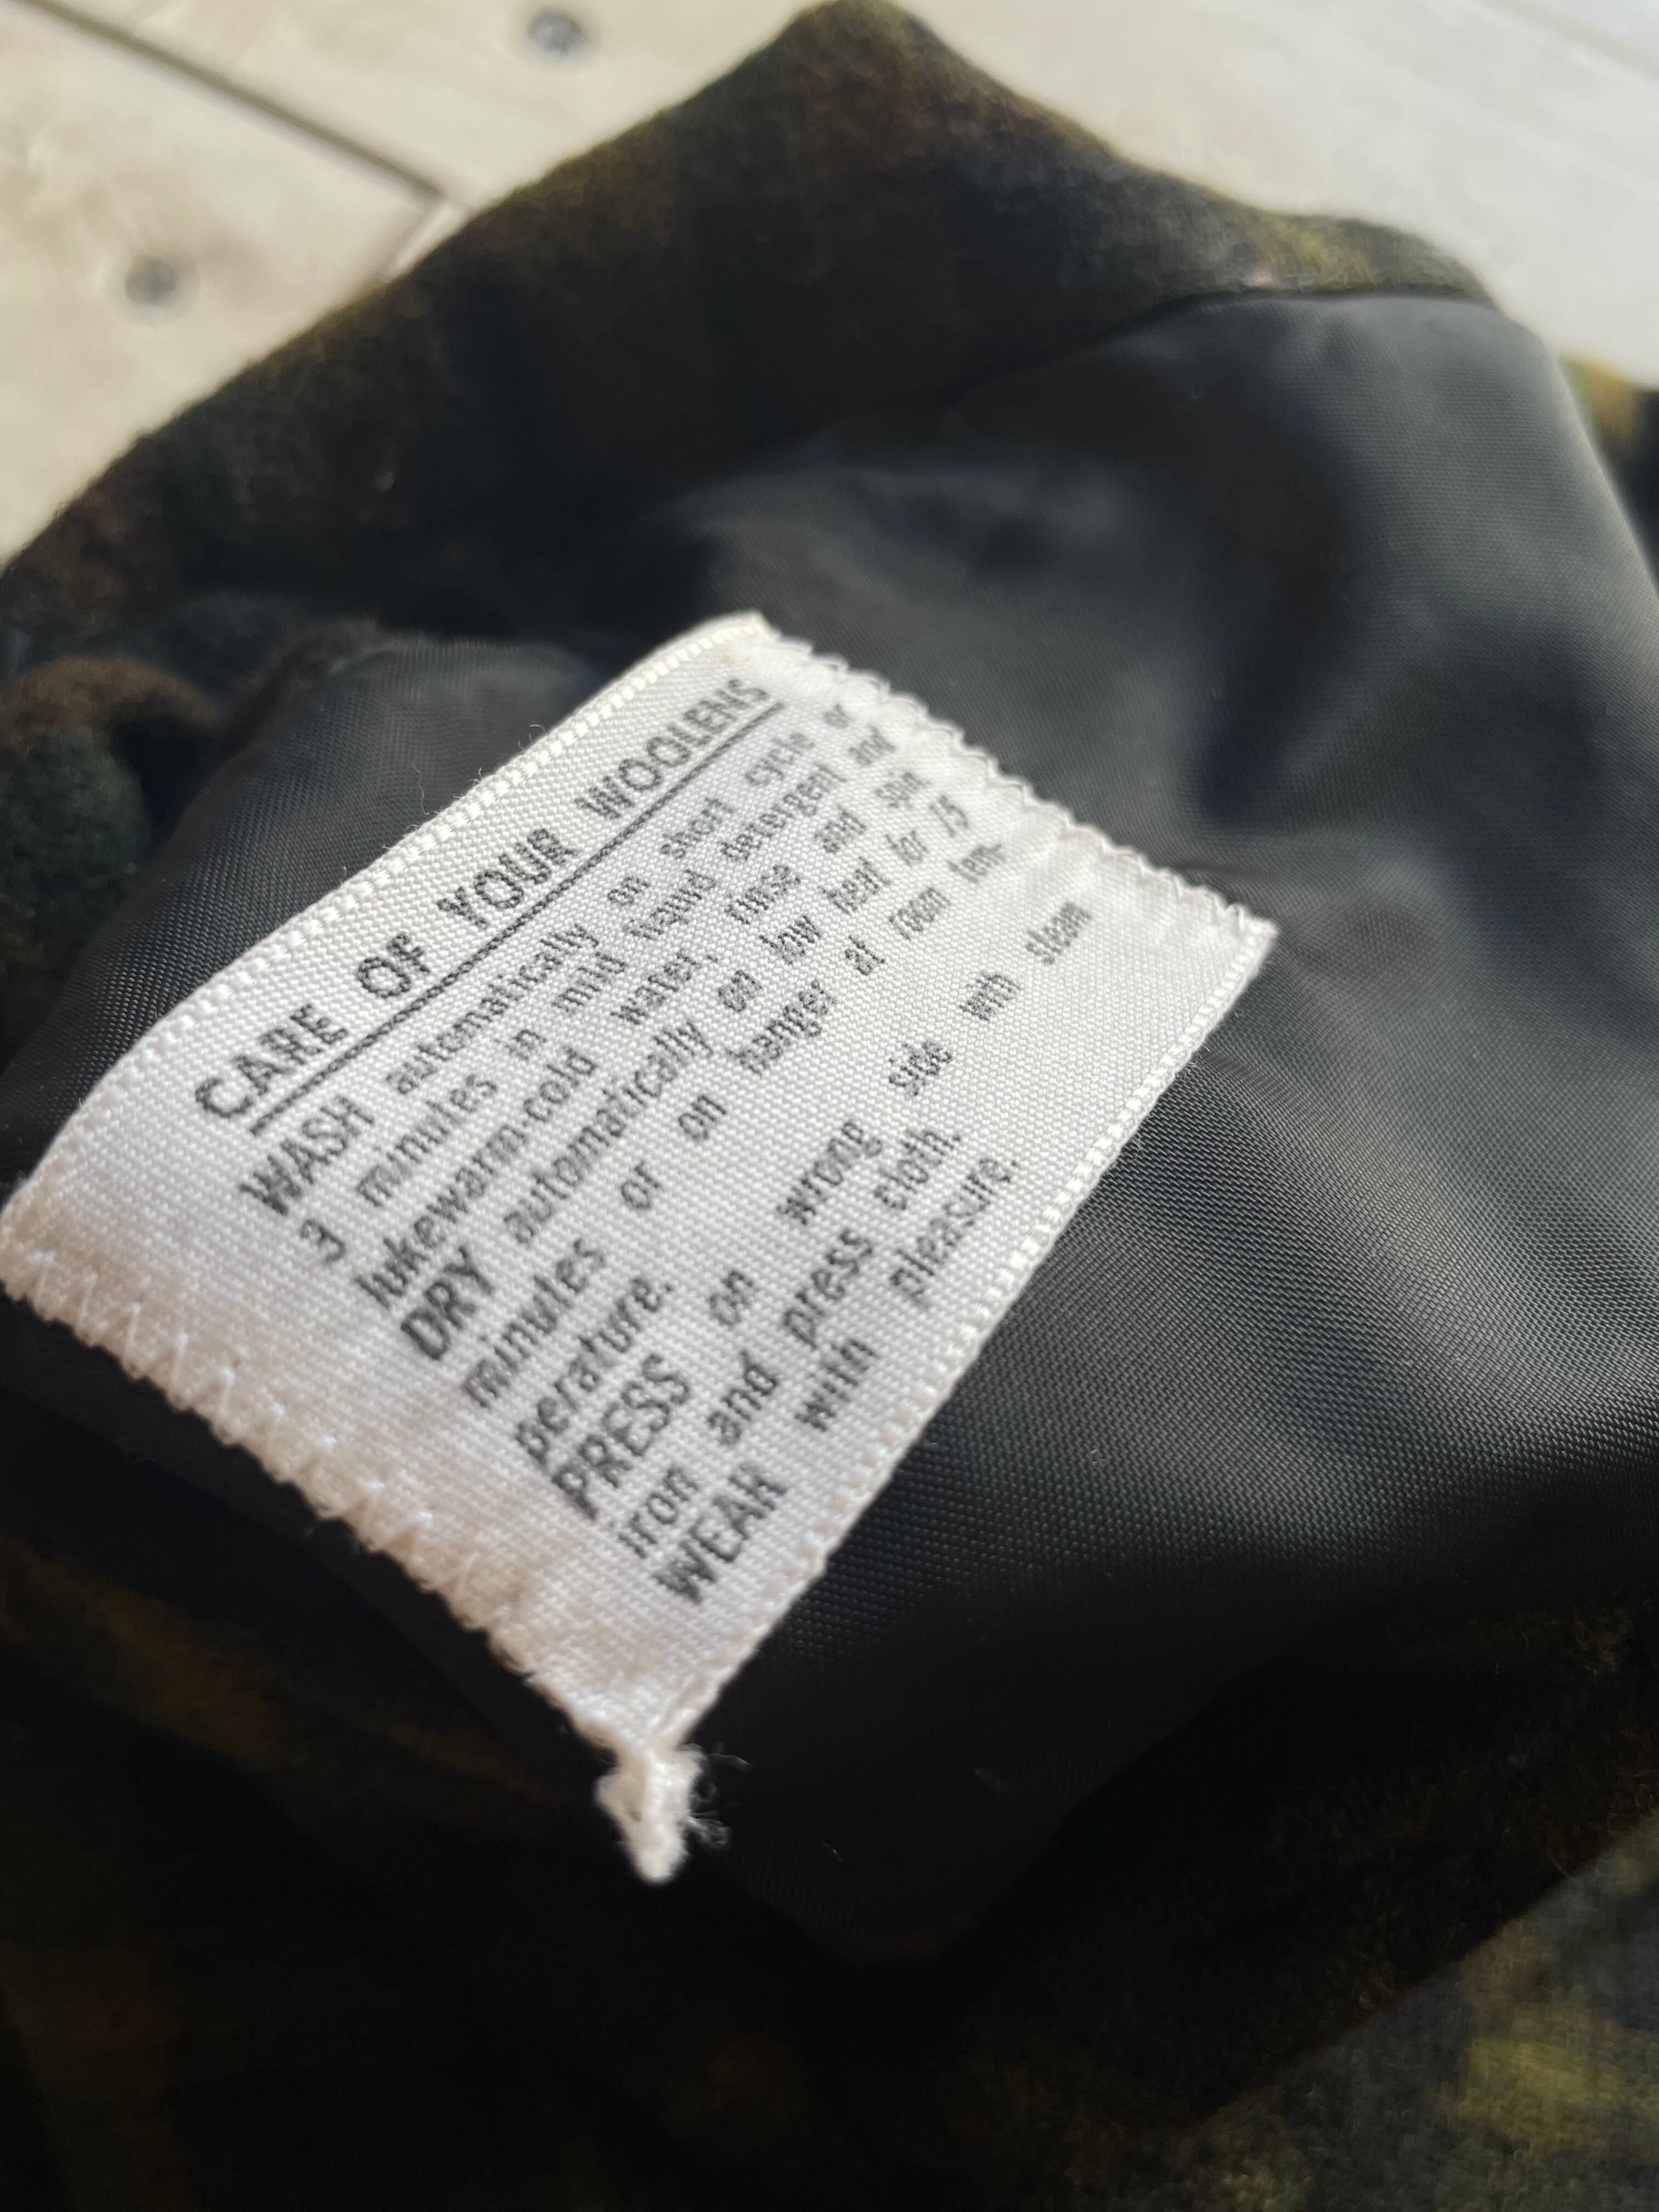 CARE OF YOUR WOOLENS
WASH automatically on short cycle or
3 minutes in mild liquid detergent and
lukewarm-cold water, rinse and spin
DRY automatically on low heat for 15
minutes or on hanger at room tem-
perature.
PRESS on wrong side with steam
iron and press cloth.
WEAR with pleasure.